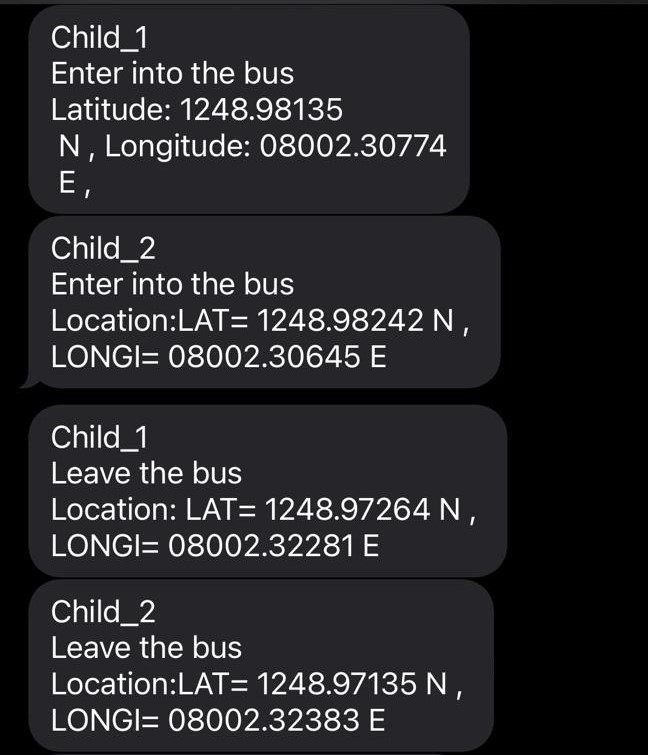 Child_1
Enter into the bus
Latitude: 1248.98135
N , Longitude: 08002.30774
E ,
Child_2
Enter into the bus
Location:LAT= 1248.98242 N ,
LONGI= 08002.30645 E
Child_1
Leave the bus
Location: LAT= 1248.97264 N ,
LONGI= 08002.32281 E
Child_2
Leave the bus
Location:LAT= 1248.97135 N ,
LONGI= 08002.32383 E